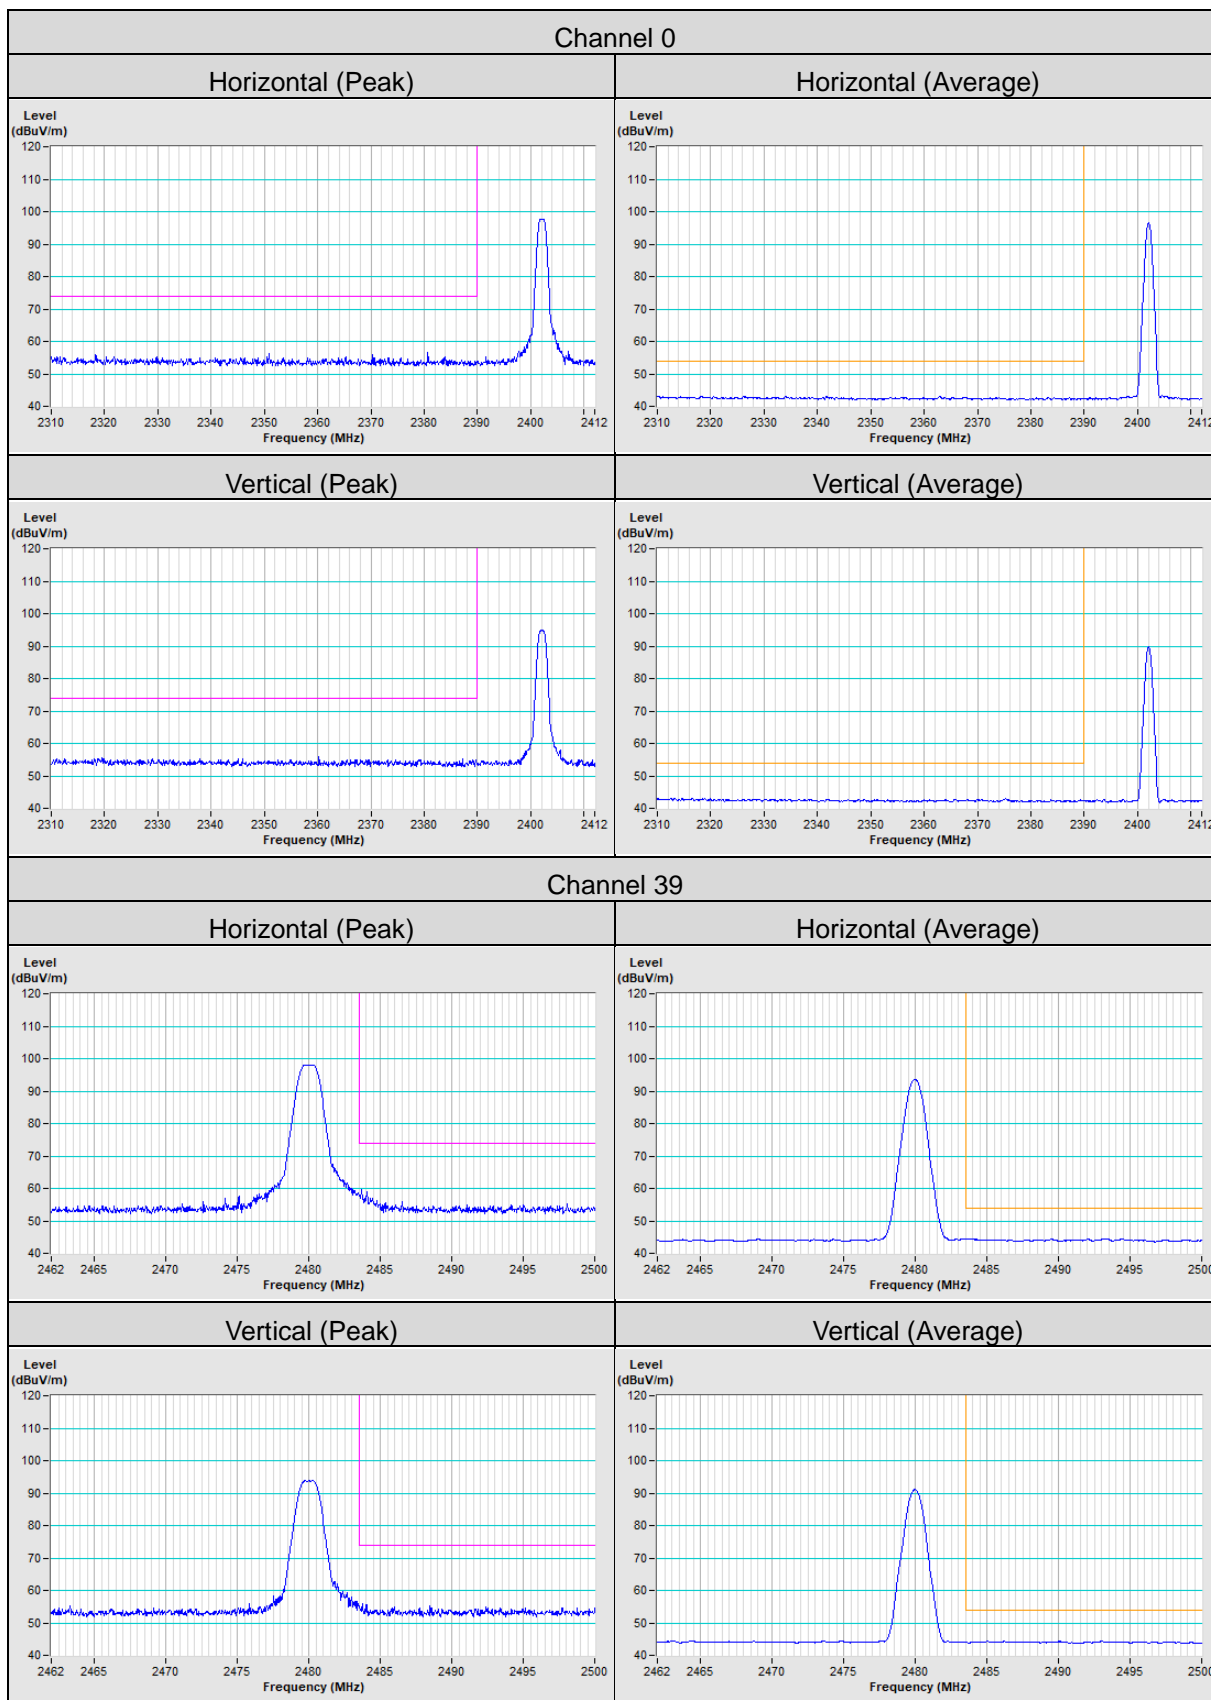 Channel 0
Horizontal (Peak)
Horizontal (Average)
Level
(dBuV/m)
120
110
100
90
80
70
60
50
40
2310 2320 2330 2340 2350 2360 2370 2380 2390 2400 2412
Frequency (MHz)
Level
(dBuV/m)
120
110
100
90
80
70
60
50
40
2310 2320 2330 2340 2350 2360 2370 2380 2390 2400 2412
Frequency (MHz)
Vertical (Peak)
Vertical (Average)
Level
(dBuV/m)
120
110
100
90
80
70
60
50
40
2310 2320 2330 2340 2350 2360 2370 2380 2390 2400 2412
Frequency (MHz)
Level
(dBuV/m)
120
110
100
90
80
70
60
50
40
2310 2320 2330 2340 2350 2360 2370 2380 2390 2400 2412
Frequency (MHz)
Channel 39
Horizontal (Peak)
Horizontal (Average)
Level
(dBuV/m)
120
110
100
90
80
70
60
50
40
2462 2465 2470 2475 2480 2485 2490 2495 2500
Frequency (MHz)
Level
(dBuV/m)
120
110
100
90
80
70
60
50
40
2462 2465 2470 2475 2480 2485 2490 2495 2500
Frequency (MHz)
Vertical (Peak)
Vertical (Average)
Level
(dBuV/m)
120
110
100
90
80
70
60
50
40
2462 2465 2470 2475 2480 2485 2490 2495 2500
Frequency (MHz)
Level
(dBuV/m)
120
110
100
90
80
70
60
50
40
2462 2465 2470 2475 2480 2485 2490 2495 2500
Frequency (MHz)